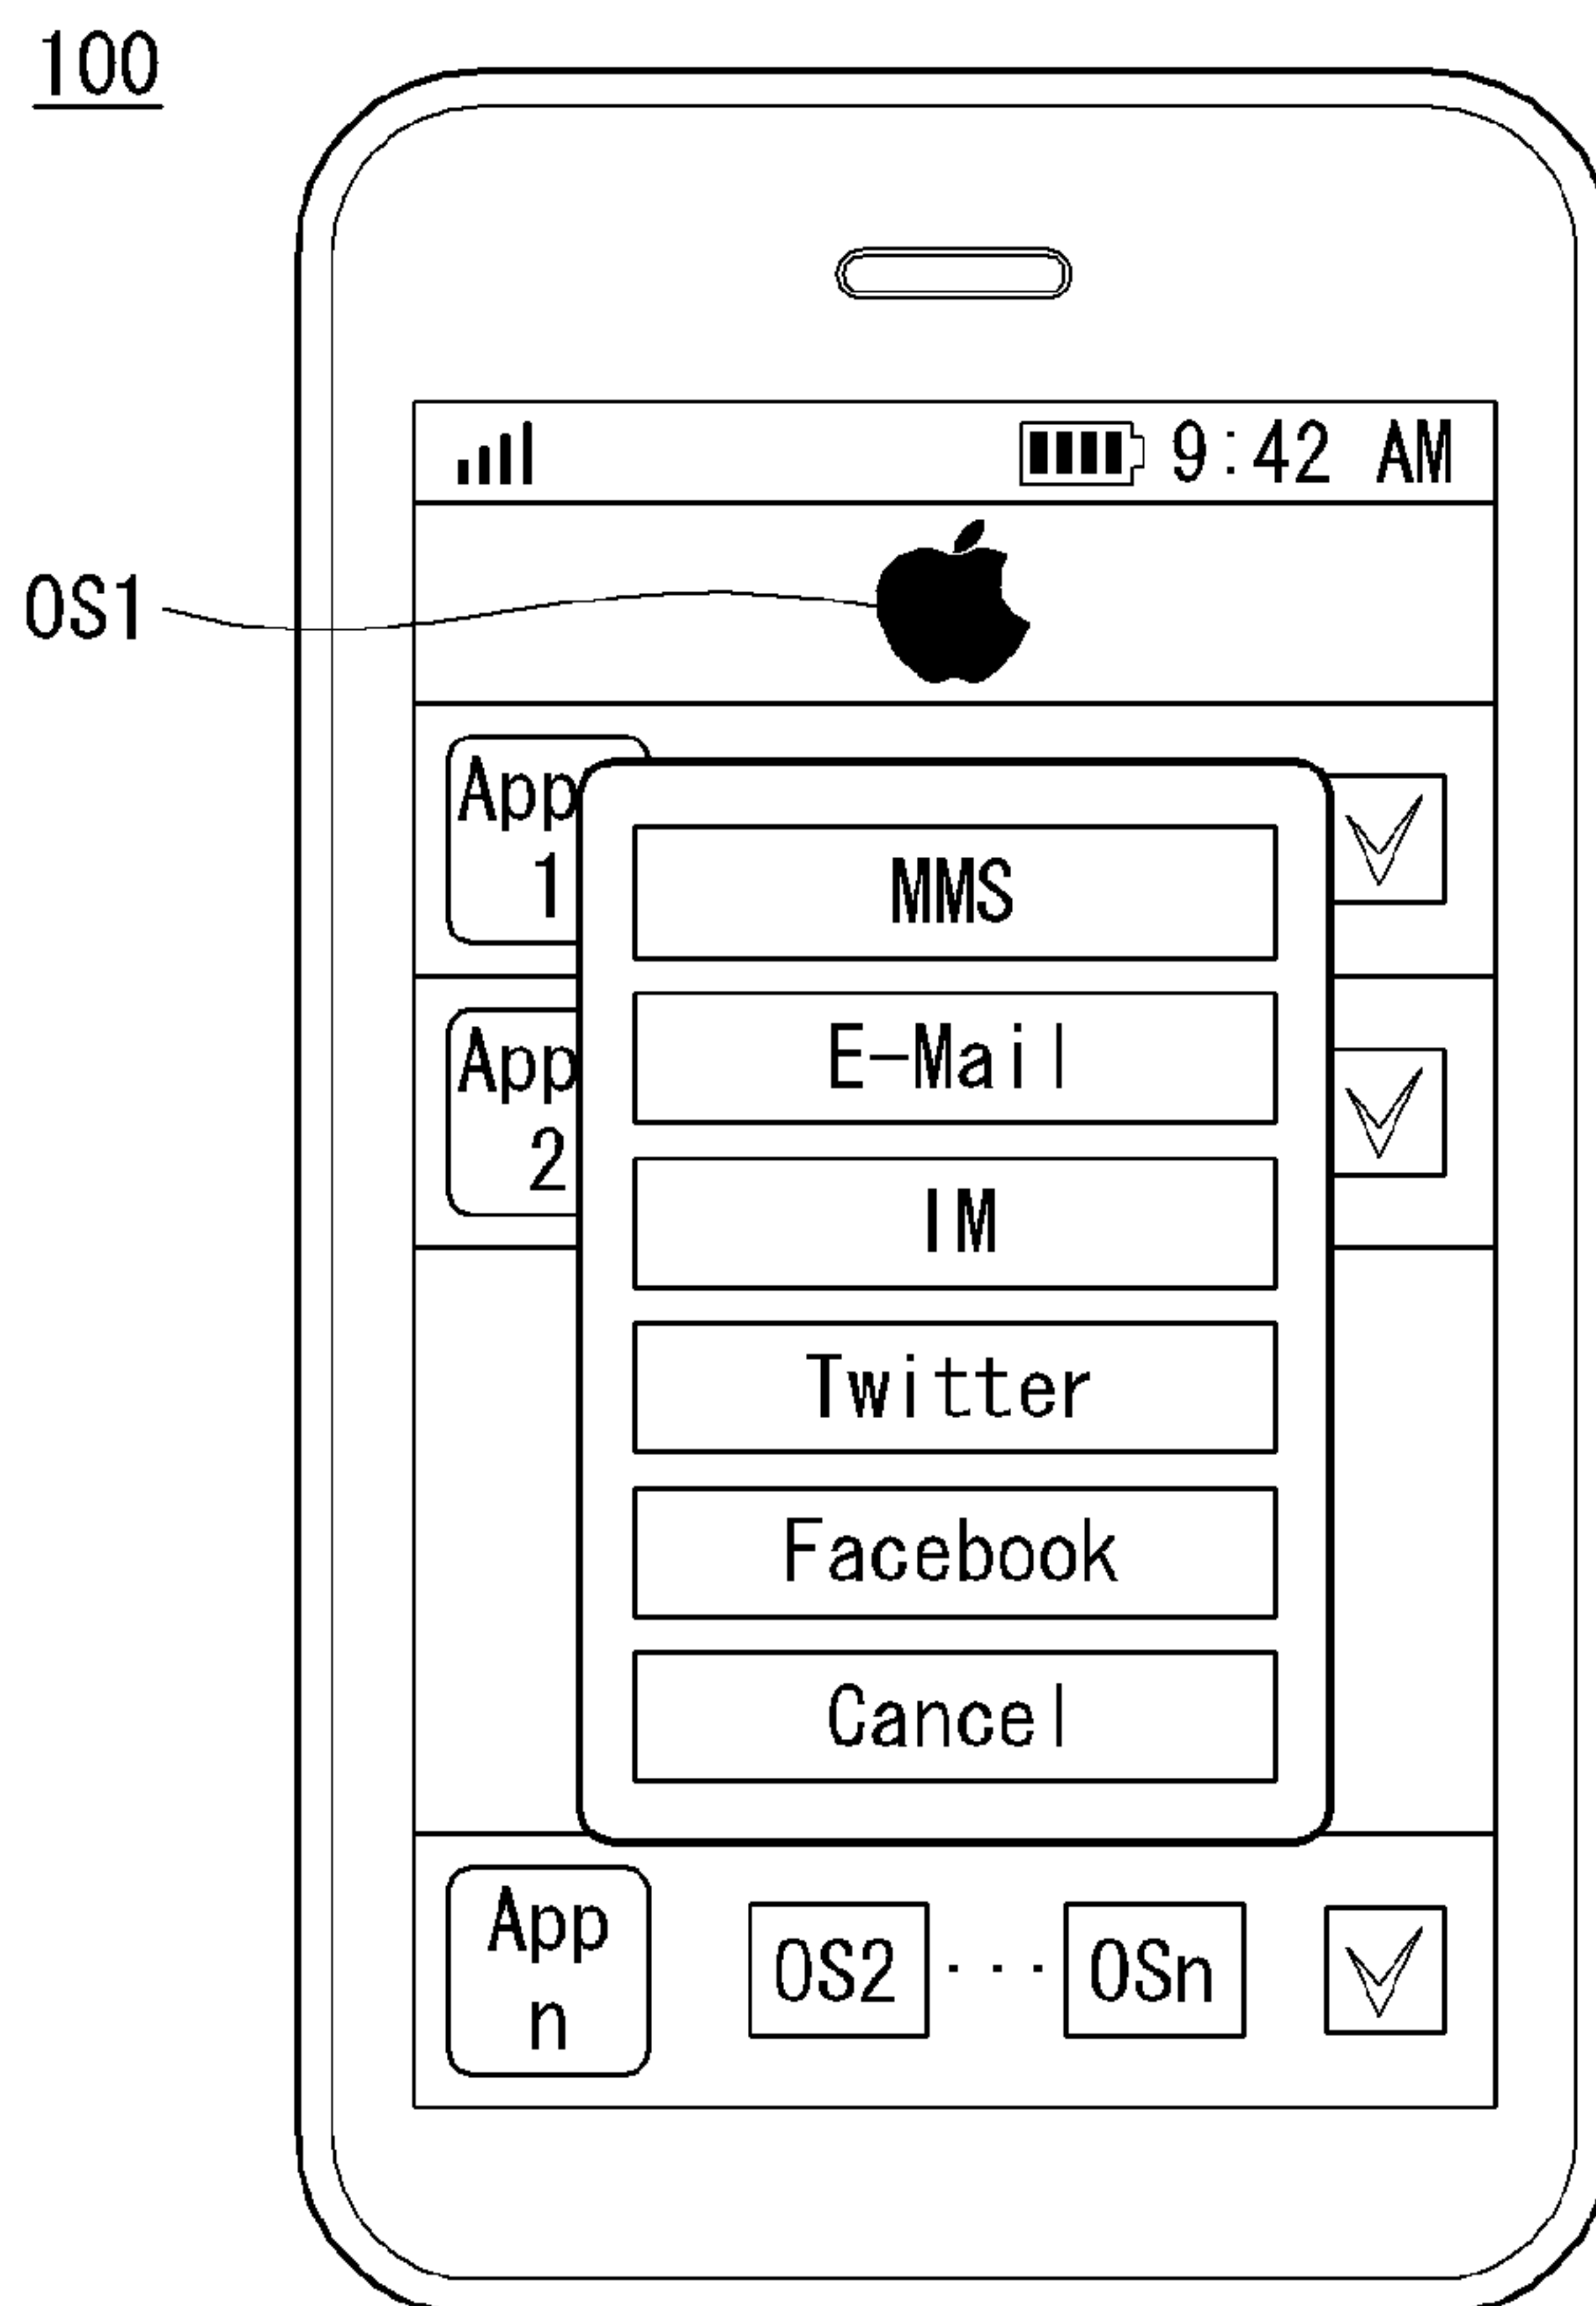 100
9:42 AM
OS1
App
1
MMS
E-Mail
App
2
IM
Twitter
Facebook
Cancel
App
n
OS2 ··· OSn